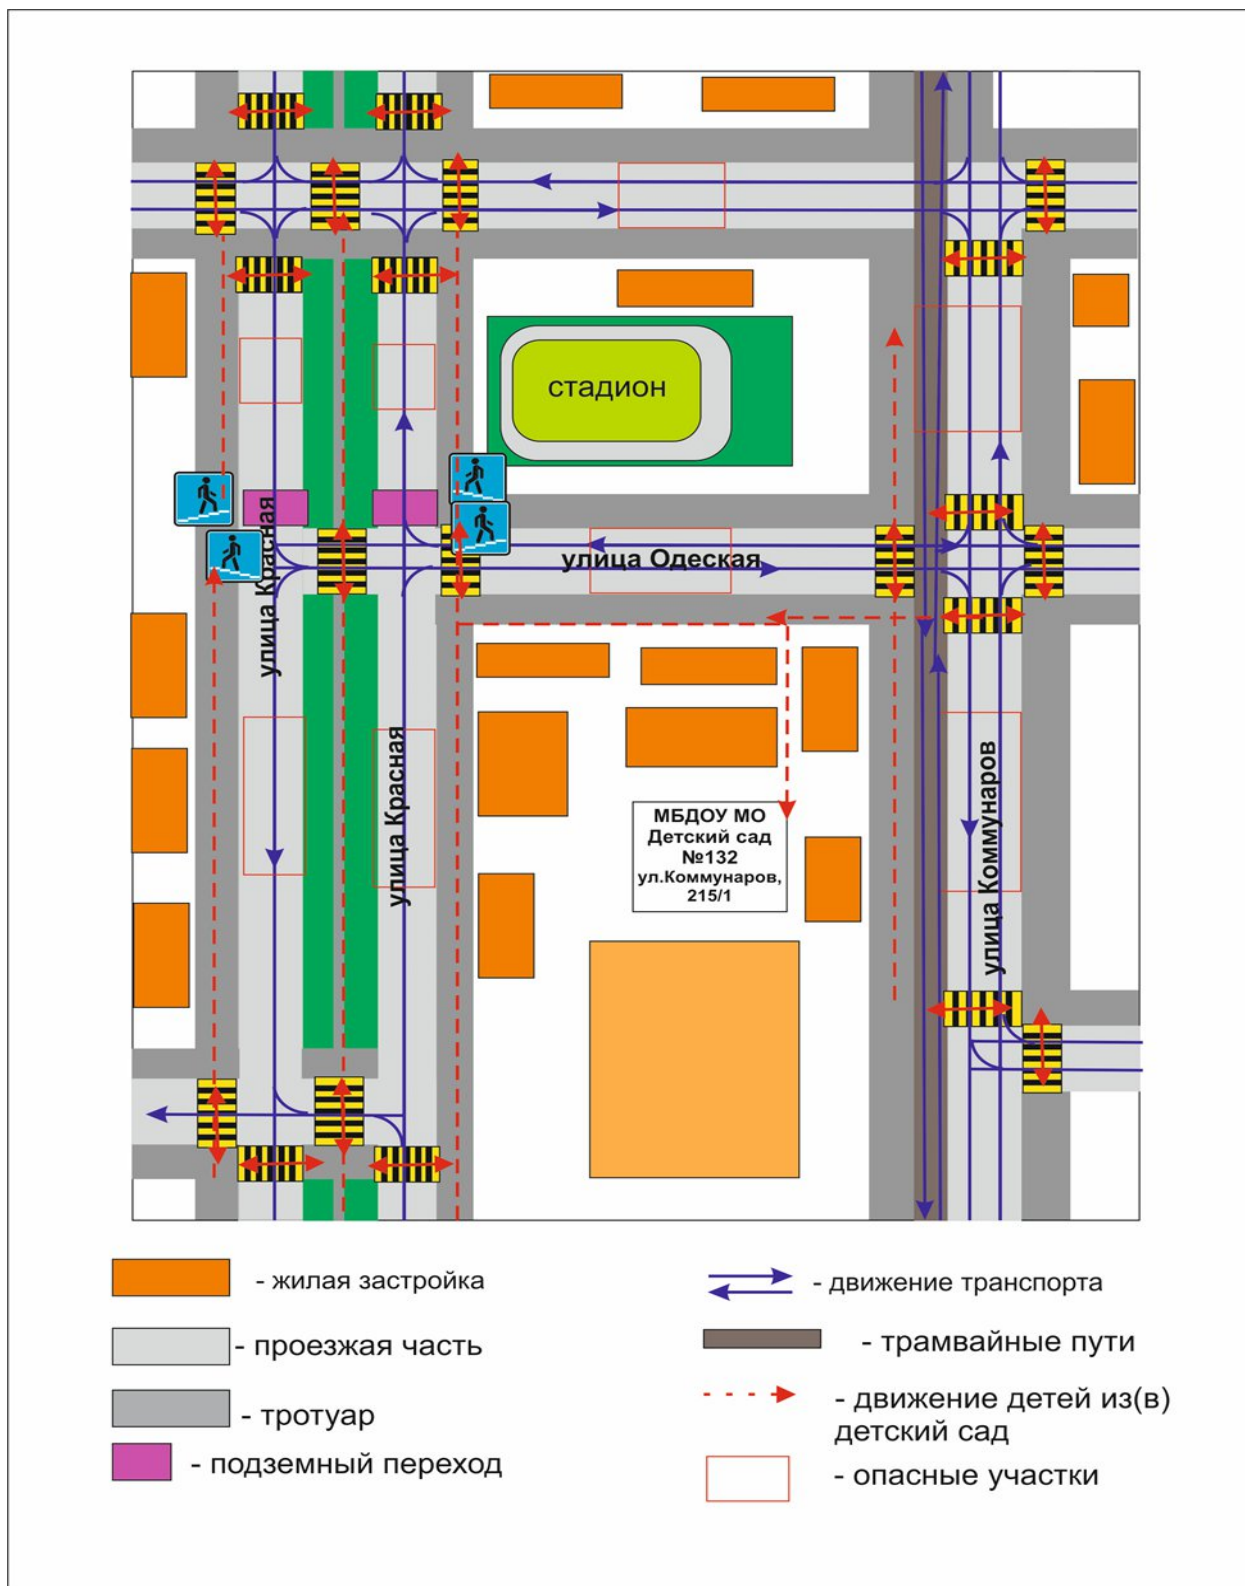 стадион
улица Одеская
улица Красная
улица Красная
улица Коммунаров
МБДОУ МО
Детский сад
№132
ул.Коммунаров,
215/1
- жилая застройка
- проезжая часть
- тротуар
- подземный переход
- движение транспорта
- трамвайные пути
- движение детей из(в)
детский сад
- опасные участки